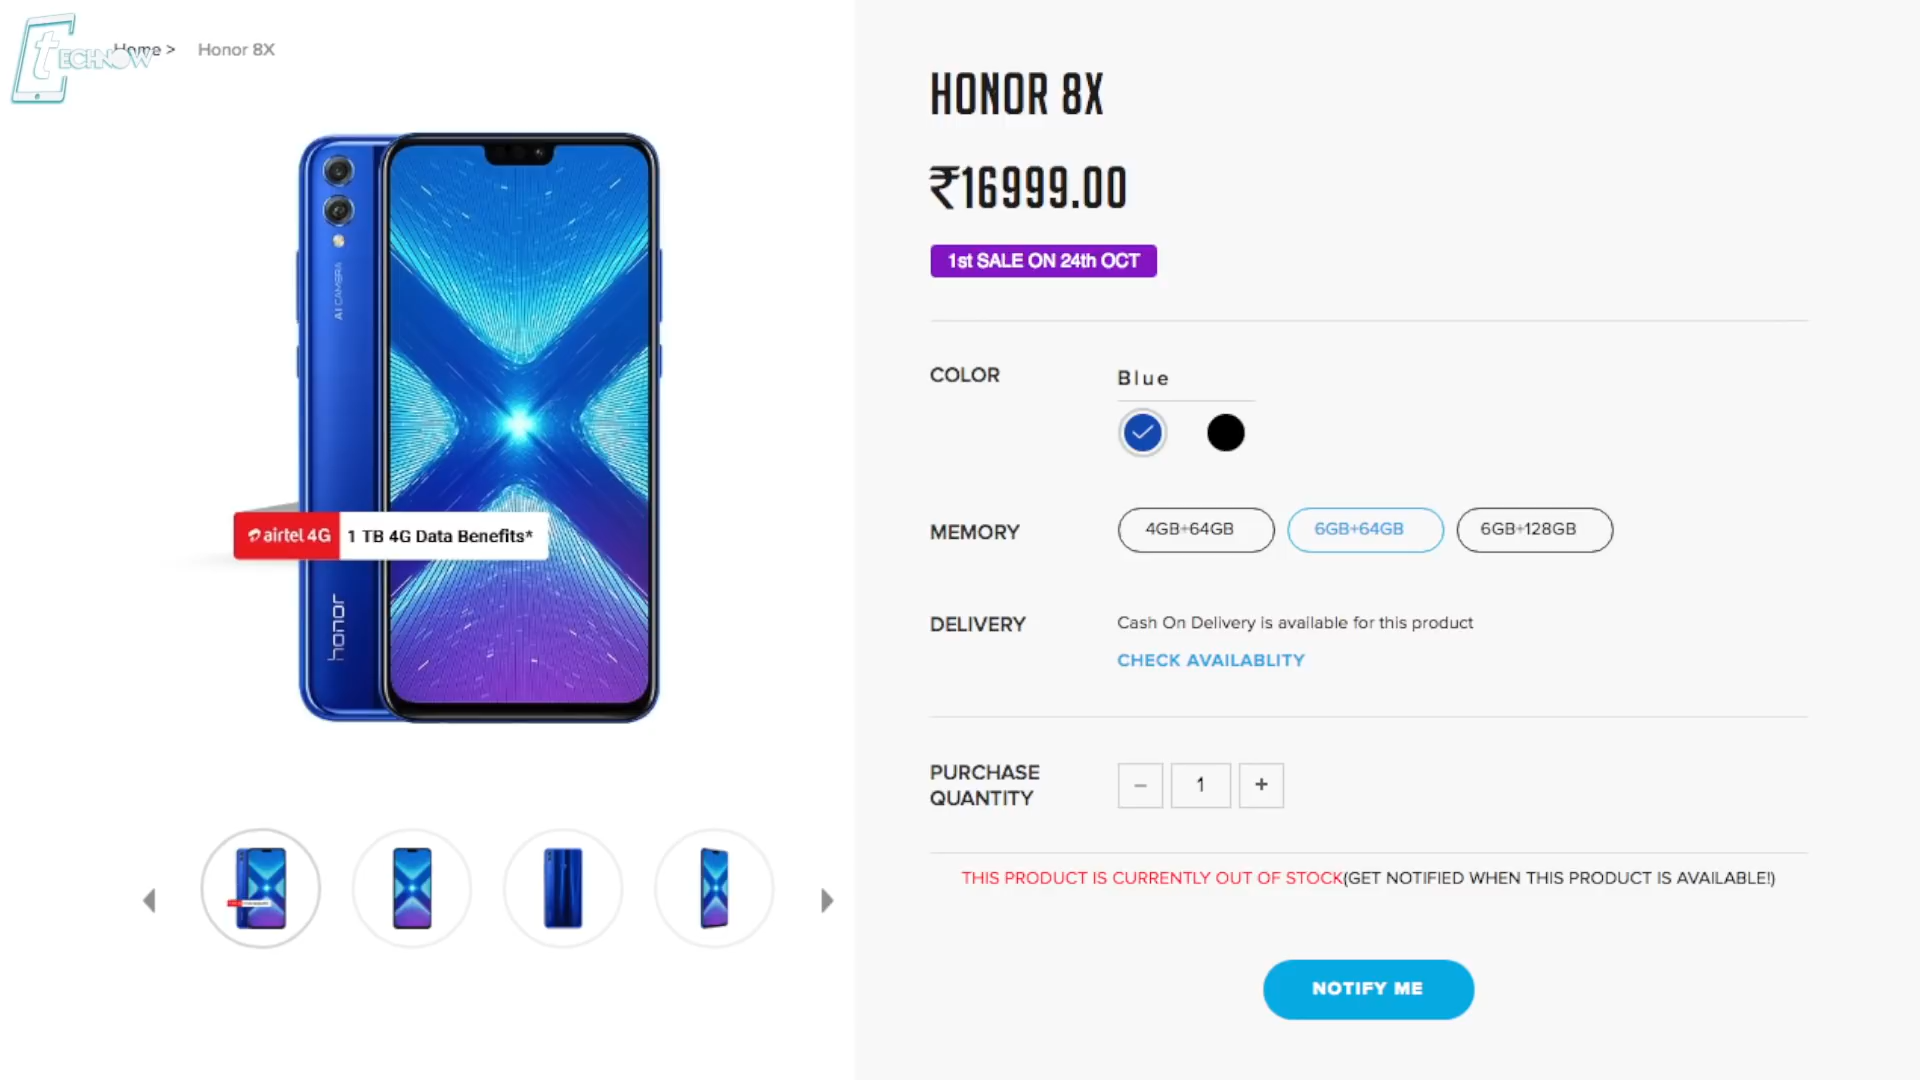 tECHNOW
Home > Honor 8X
AI CAMERA
airtel 4G 1 TB 4G Data Benefits*
honor
HONOR 8X
₹16999.00
1st SALE ON 24th OCT
COLOR
Blue
MEMORY
4GB+64GB 6GB+64GB 6GB+128GB
DELIVERY
Cash On Delivery is available for this product
CHECK AVAILABLITY
PURCHASE
QUANTITY
− 1 +
THIS PRODUCT IS CURRENTLY OUT OF STOCK(GET NOTIFIED WHEN THIS PRODUCT IS AVAILABLE!)
NOTIFY ME